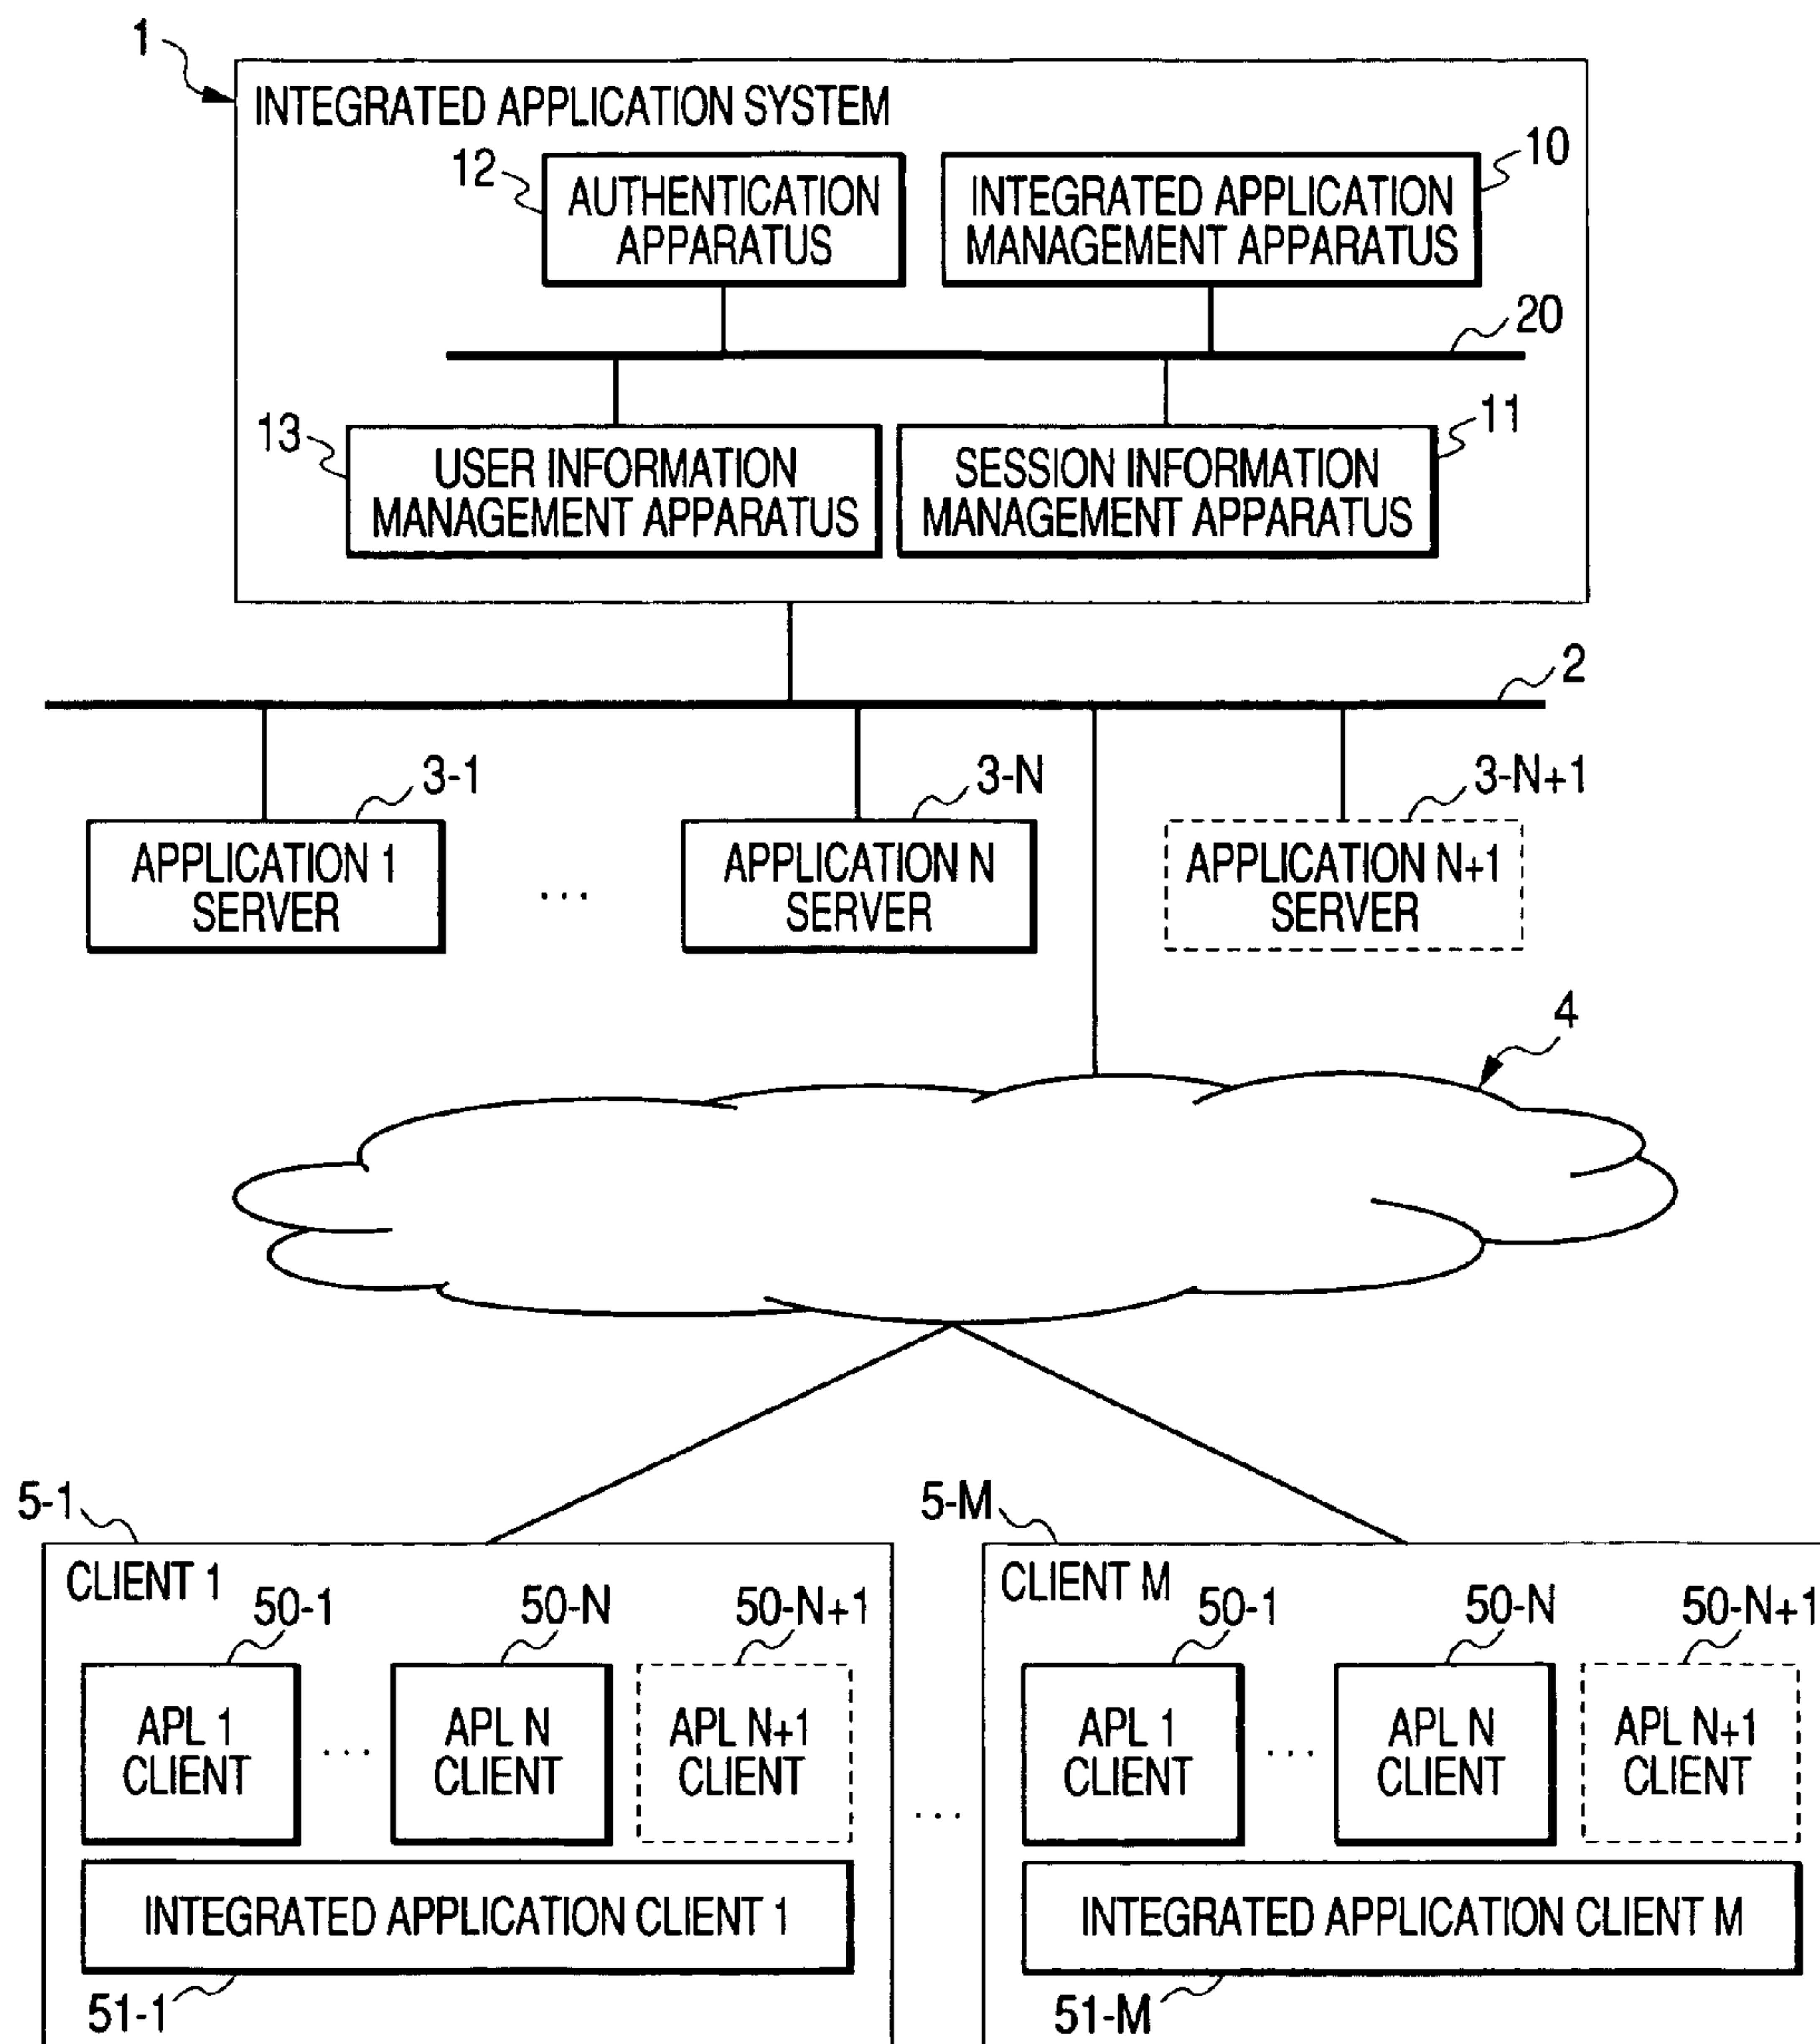 1
INTEGRATED APPLICATION SYSTEM
12
AUTHENTICATION
APPARATUS
10
INTEGRATED APPLICATION
MANAGEMENT APPARATUS
20
13
USER INFORMATION
MANAGEMENT APPARATUS
11
SESSION INFORMATION
MANAGEMENT APPARATUS
2
3-1
APPLICATION 1
SERVER
...
3-N
APPLICATION N
SERVER
3-N+1
APPLICATION N+1
SERVER
4
5-1
CLIENT 1
50-1
APL 1
CLIENT
...
50-N
APL N
CLIENT
50-N+1
APL N+1
CLIENT
INTEGRATED APPLICATION CLIENT 1
51-1
...
5-M
CLIENT M
50-1
APL 1
CLIENT
...
50-N
APL N
CLIENT
50-N+1
APL N+1
CLIENT
INTEGRATED APPLICATION CLIENT M
51-M